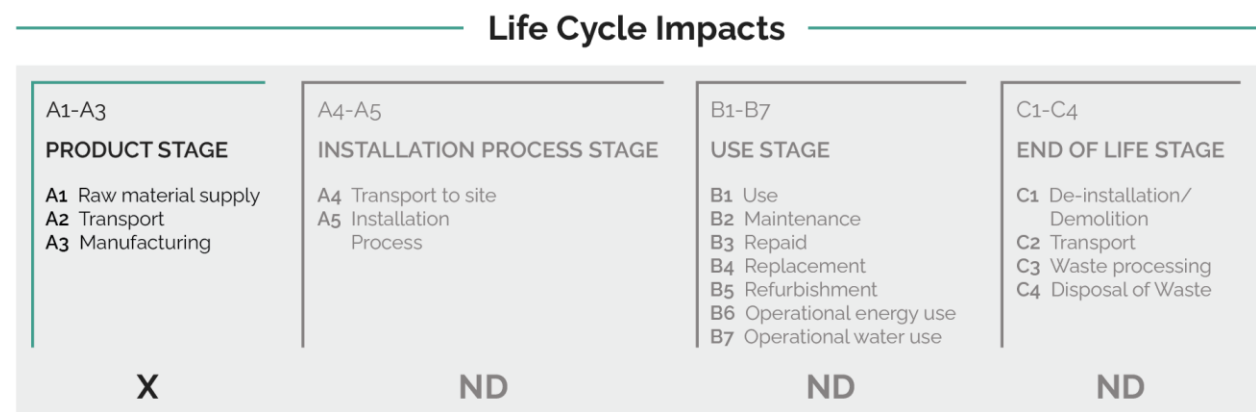 Life Cycle Impacts
A1-A3
PRODUCT STAGE
A1 Raw material supply
A2 Transport
A3 Manufacturing
X
A4-A5
INSTALLATION PROCESS STAGE
A4 Transport to site
A5 Installation
Process
ND
B1-B7
USE STAGE
B1 Use
B2 Maintenance
B3 Repaid
B4 Replacement
B5 Refurbishment
B6 Operational energy use
B7 Operational water use
ND
C1-C4
END OF LIFE STAGE
C1 De-installation/
Demolition
C2 Transport
C3 Waste processing
C4 Disposal of Waste
ND